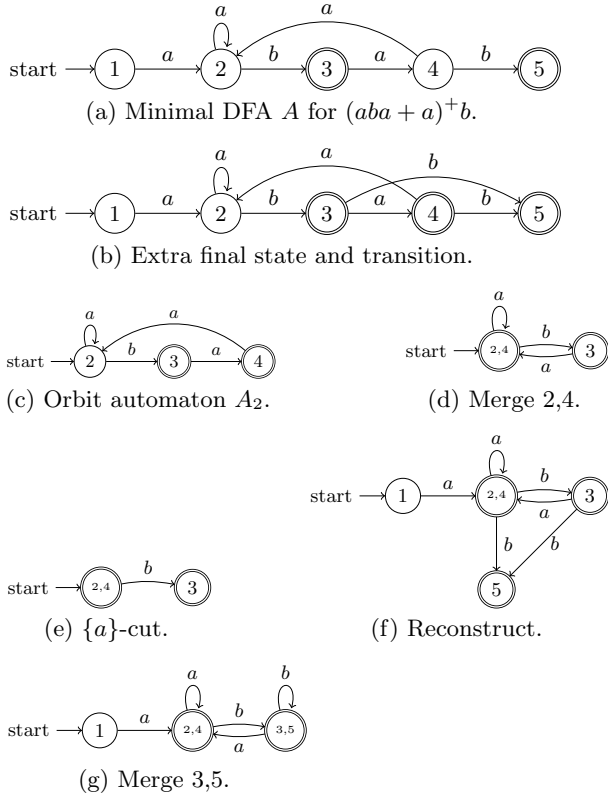 start 1 a 2 a b 3 a 4 a b 5
(a) Minimal DFA A for (aba + a)⁺b.
start 1 a 2 a b 3 a 4 a b 5 b
(b) Extra final state and transition.
start 2 a b 3 a 4 a
(c) Orbit automaton A₂.
start 2,4 a b 3 a
(d) Merge 2,4.
start 2,4 b 3
(e) {a}-cut.
start 1 a 2,4 a b 3 a b b 5
(f) Reconstruct.
start 1 a 2,4 a b 3,5 b a
(g) Merge 3,5.